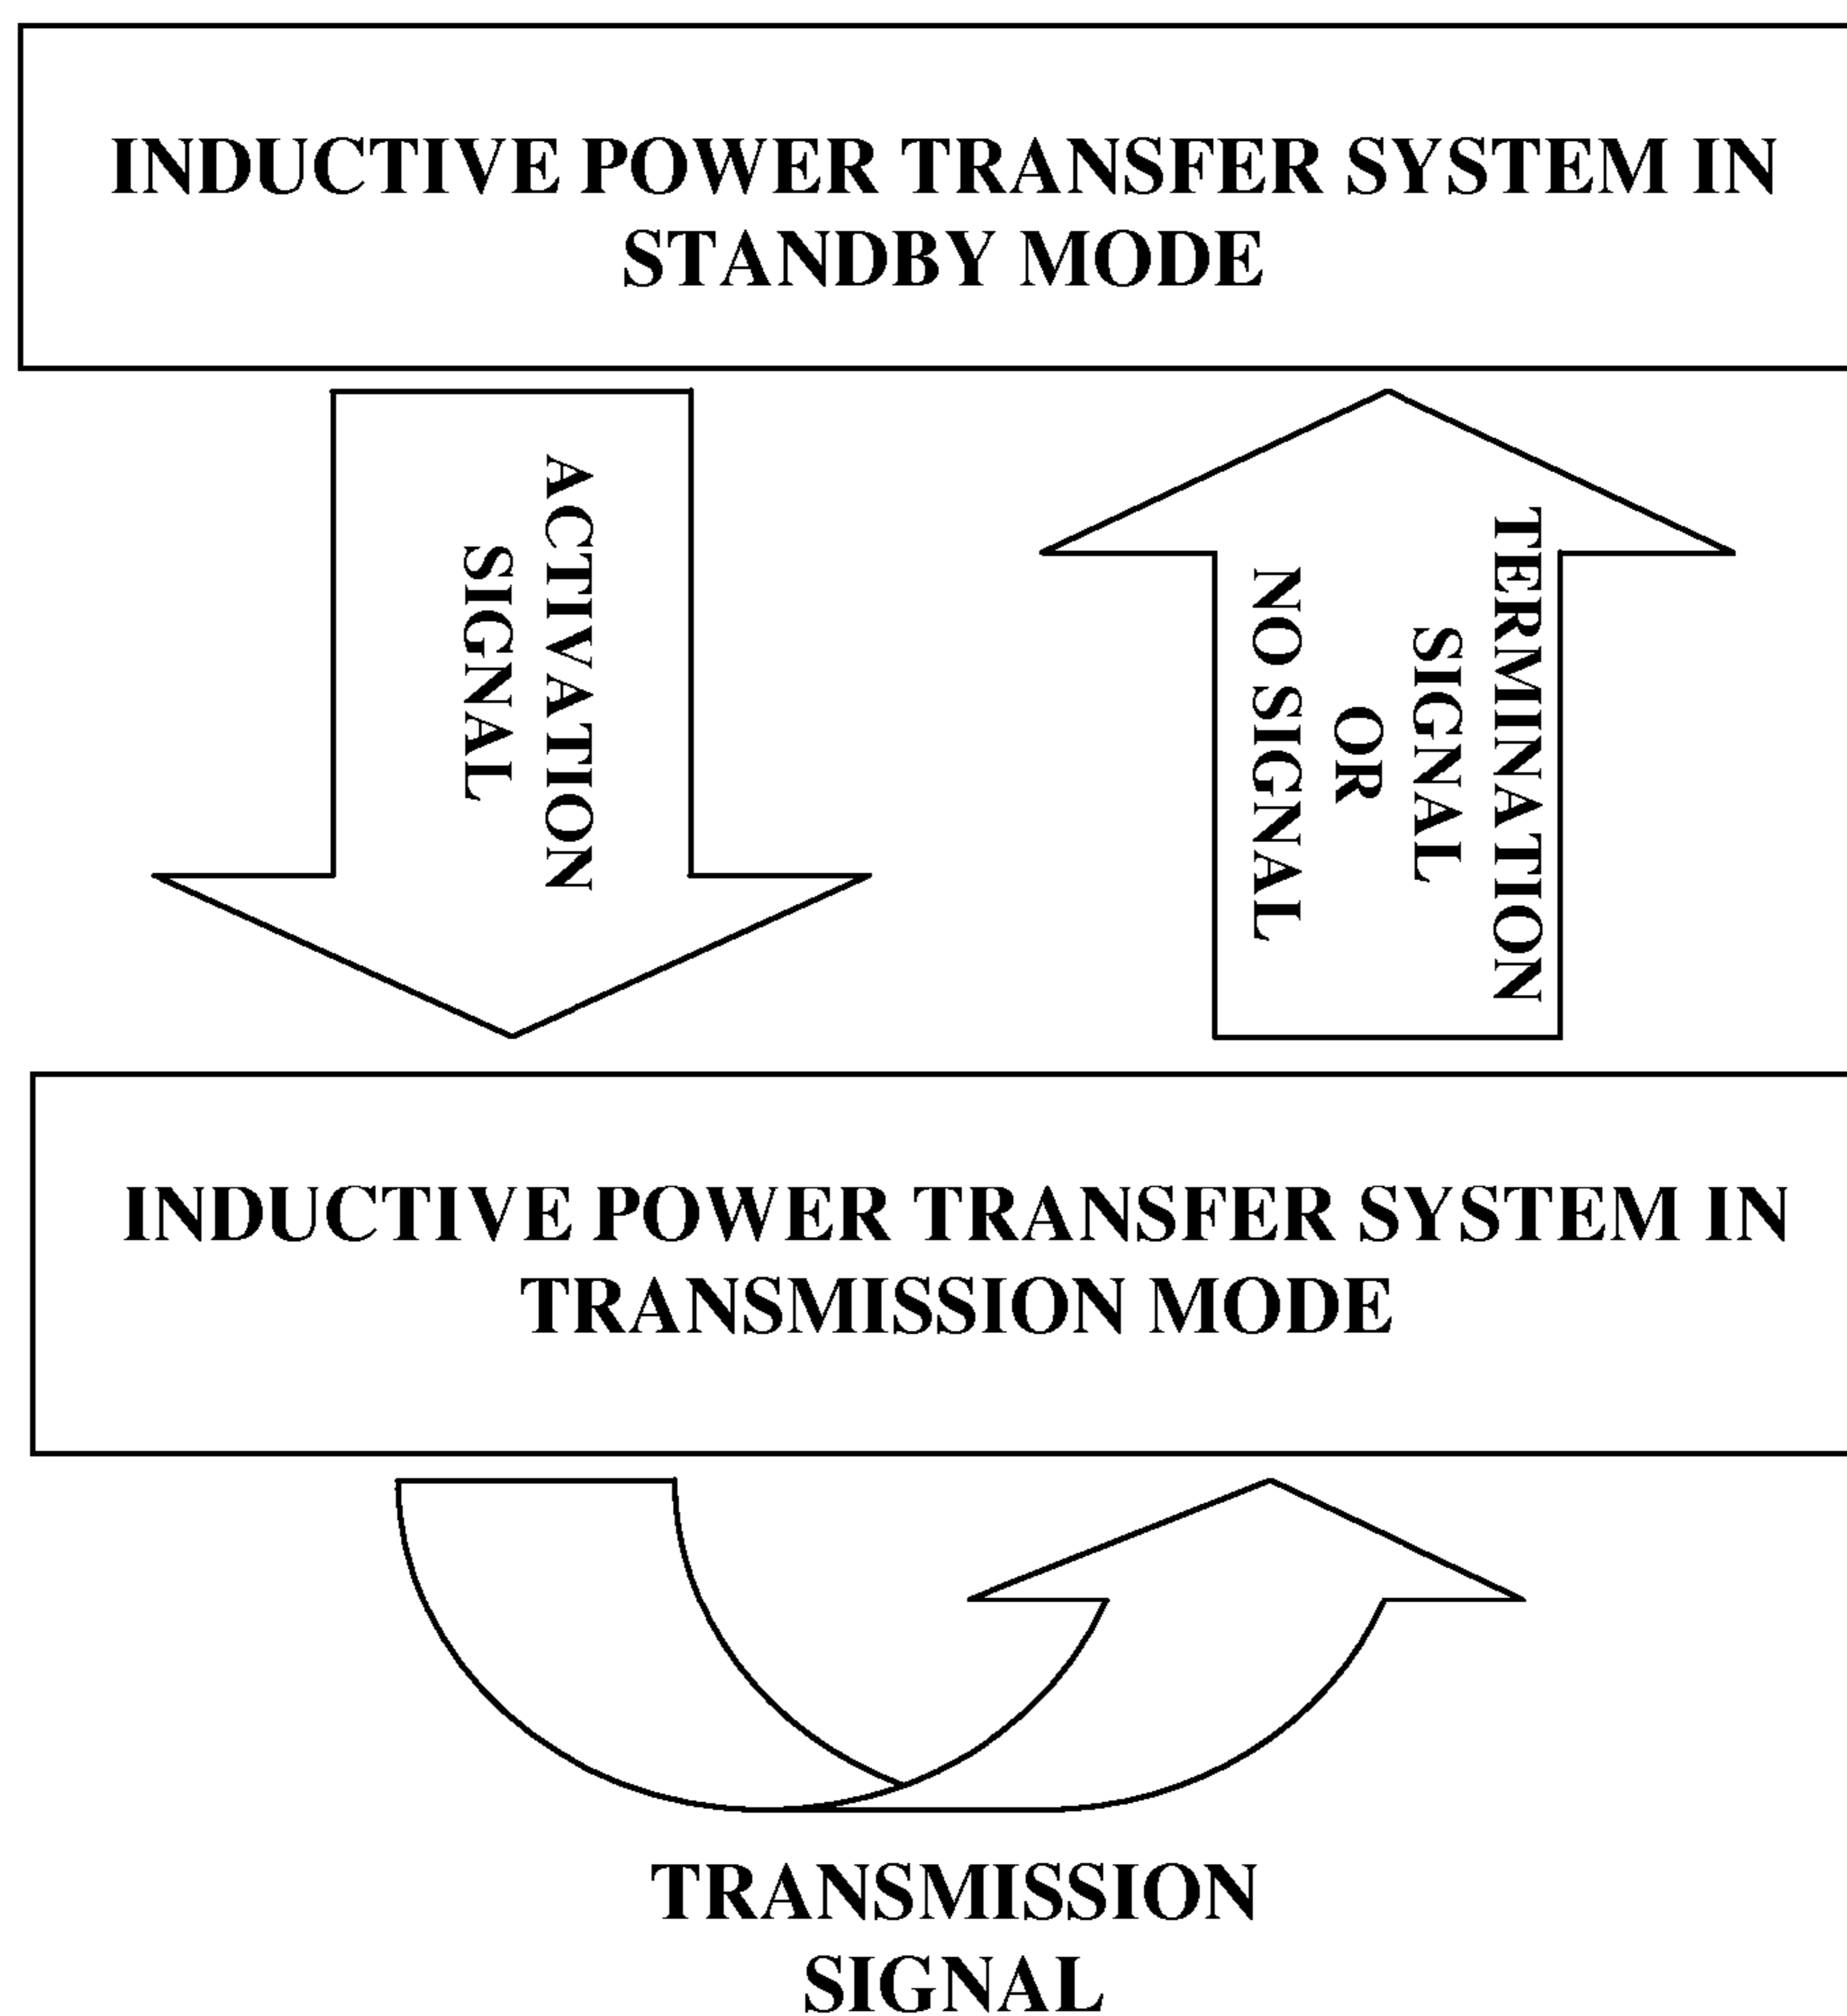 INDUCTIVE POWER TRANSFER SYSTEM IN
STANDBY MODE
ACTIVATION
SIGNAL
TERMINATION
SIGNAL
OR
NO SIGNAL
INDUCTIVE POWER TRANSFER SYSTEM IN
TRANSMISSION MODE
TRANSMISSION
SIGNAL